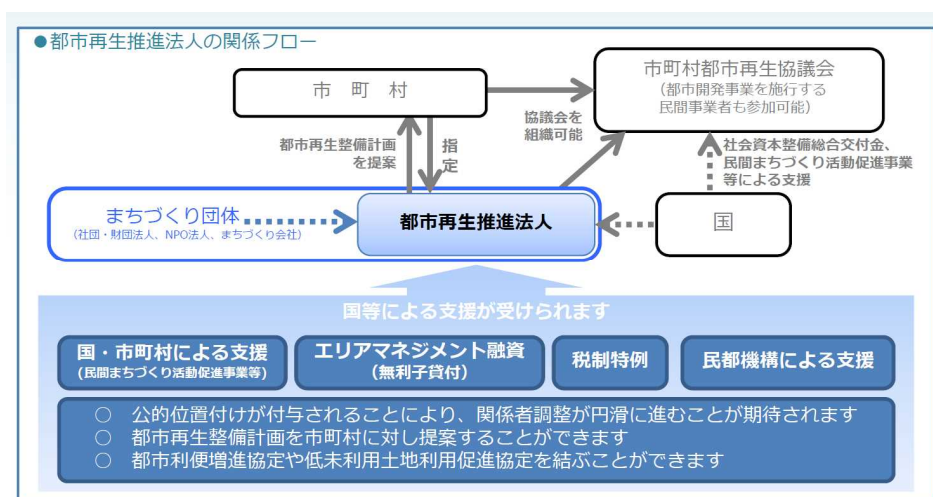 ●都市再生推進法人の関係フロー
市 町 村
市町村都市再生協議会
(都市開発事業を施行する
民間事業者も参加可能)
協議会を
組織可能
都市再生整備計画
を提案
指
定
社会資本整備総合交付金、
民間まちづくり活動促進事業
等による支援
まちづくり団体
(社団・財団法人、NPO法人、まちづくり会社)
都市再生推進法人
国
国等による支援が受けられます
国・市町村による支援
(民間まちづくり活動促進事業等)
エリアマネジメント融資
(無利子貸付)
税制特例
民都機構による支援
○ 公的位置付けが付与されることにより、関係者調整が円滑に進むことが期待されます
○ 都市再生整備計画を市町村に対し提案することができます
○ 都市利便増進協定や低未利用土地利用促進協定を結ぶことができます